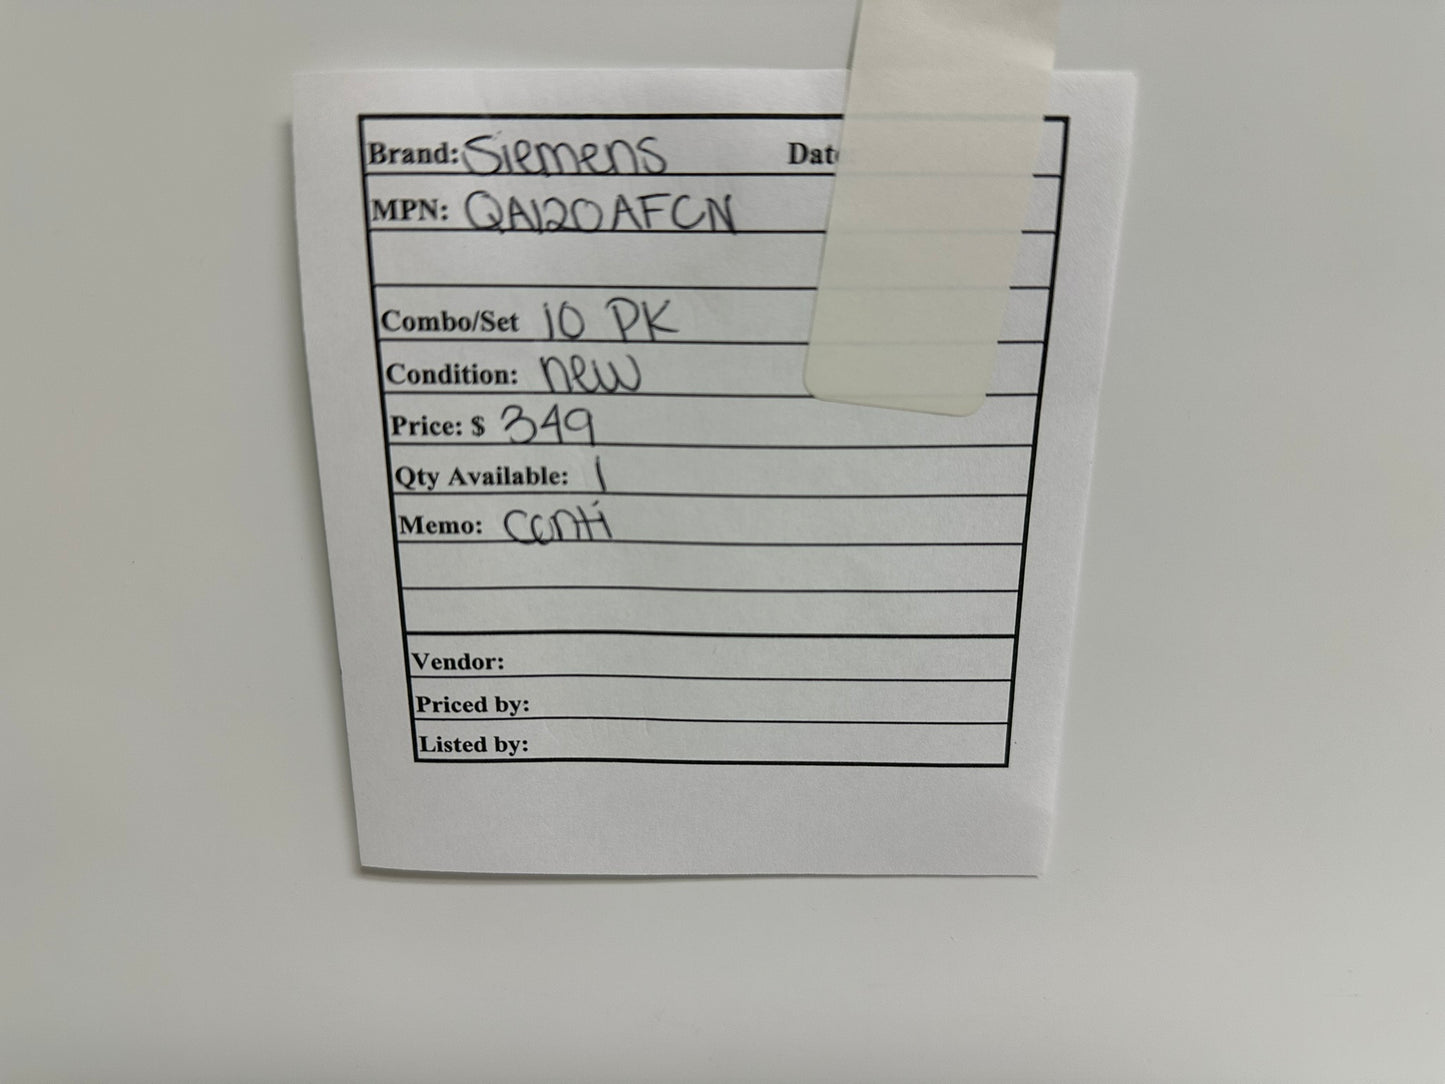 Brand: Siemens Dat
MPN: QA120AFCN
Combo/Set 10 PK
Condition: new
Price: $ 349
Qty Available: 1
Memo: Conti
Vendor:
Priced by:
Listed by: